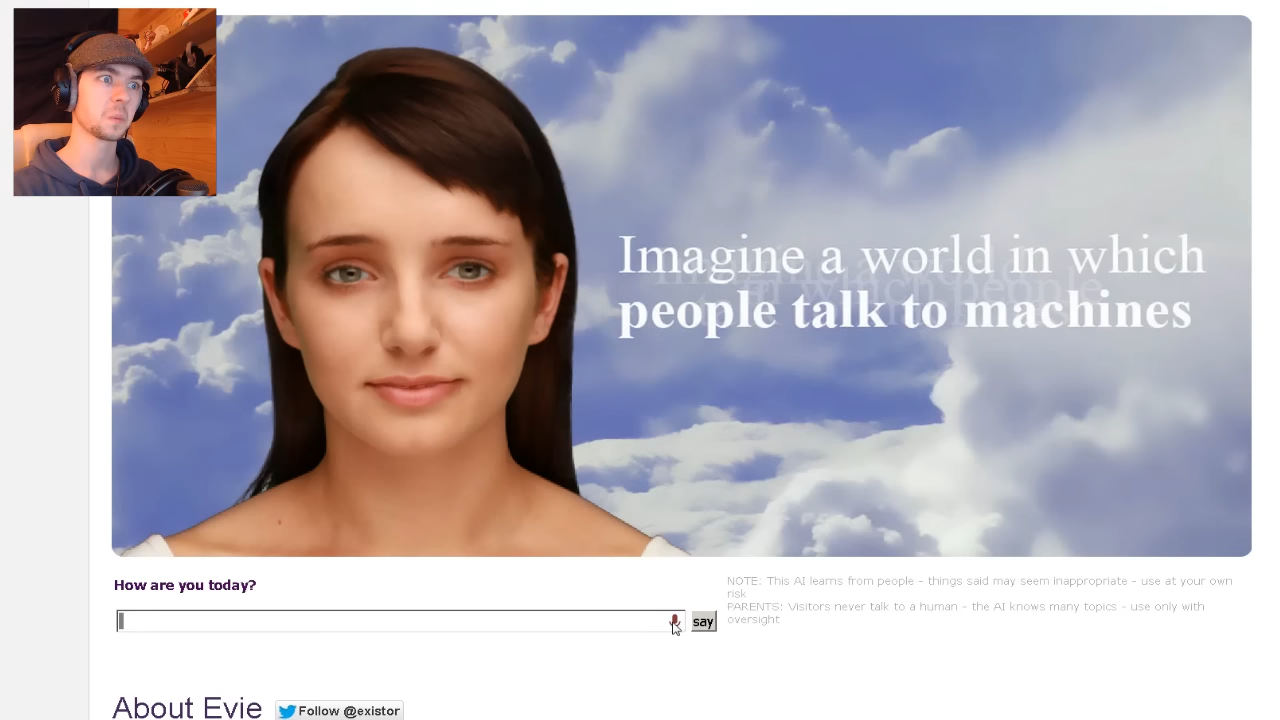 Imagine a world in which
people talk to machines
How are you today?
say
NOTE: This AI learns from people - things said may seem inappropriate - use at your own
risk
PARENTS: Visitors never talk to a human - the AI knows many topics - use only with
oversight
About Evie
Follow @existor